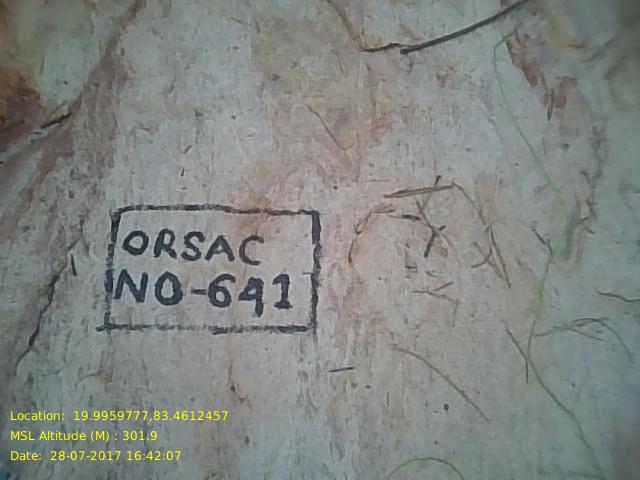 ORSAC
NO-641
Location: 19.9959777,83.4612457
MSL Altitude (M) : 301.9
Date: 28-07-2017 16:42:07